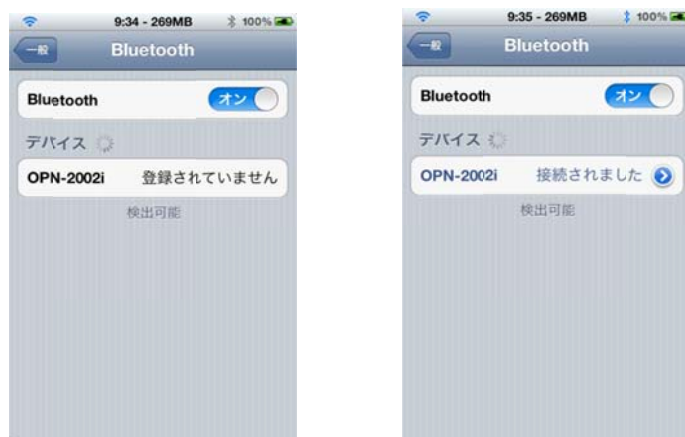 9:34 - 269MB 100%
一般 Bluetooth
Bluetooth オン
デバイス
OPN-2002i 登録されていません
検出可能
9:35 - 269MB 100%
一般 Bluetooth
Bluetooth オン
デバイス
OPN-2002i 接続されました
検出可能